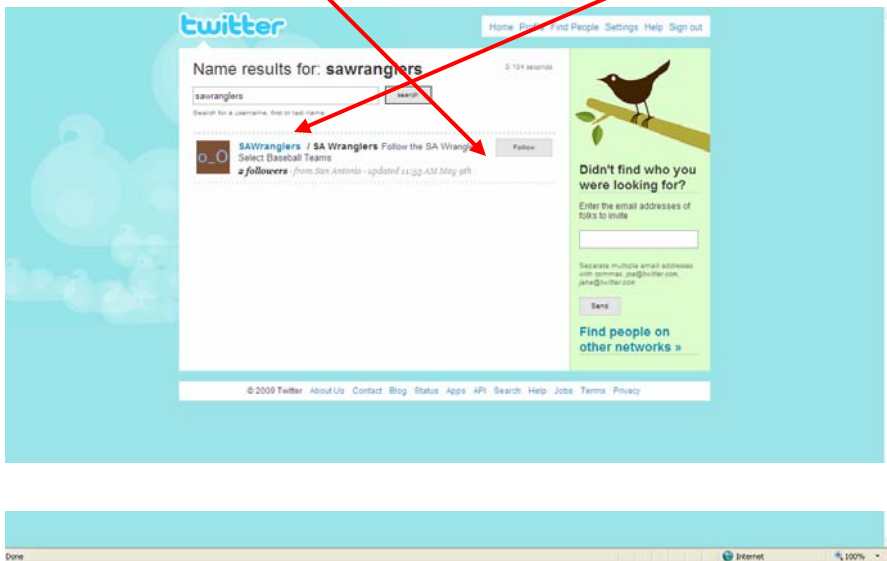 twitter
Home Profile Find People Settings Help Sign out
Name results for: sawranglers
0.104 seconds
sawranglers
search
Search for a username, first or last name
o_O
SAWranglers / SA Wranglers Follow the SA Wrangle
Follow
Select Baseball Teams
2 followers - from San Antonio - updated 11:33 AM May 9th
Didn't find who you
were looking for?
Enter the email addresses of
folks to invite
Separate multiple email addresses
with commas. joe@twitter.com,
jane@twitter.com
Send
Find people on
other networks »
© 2009 Twitter About Us Contact Blog Status Apps API Search Help Jobs Terms Privacy
Done
Internet
100%